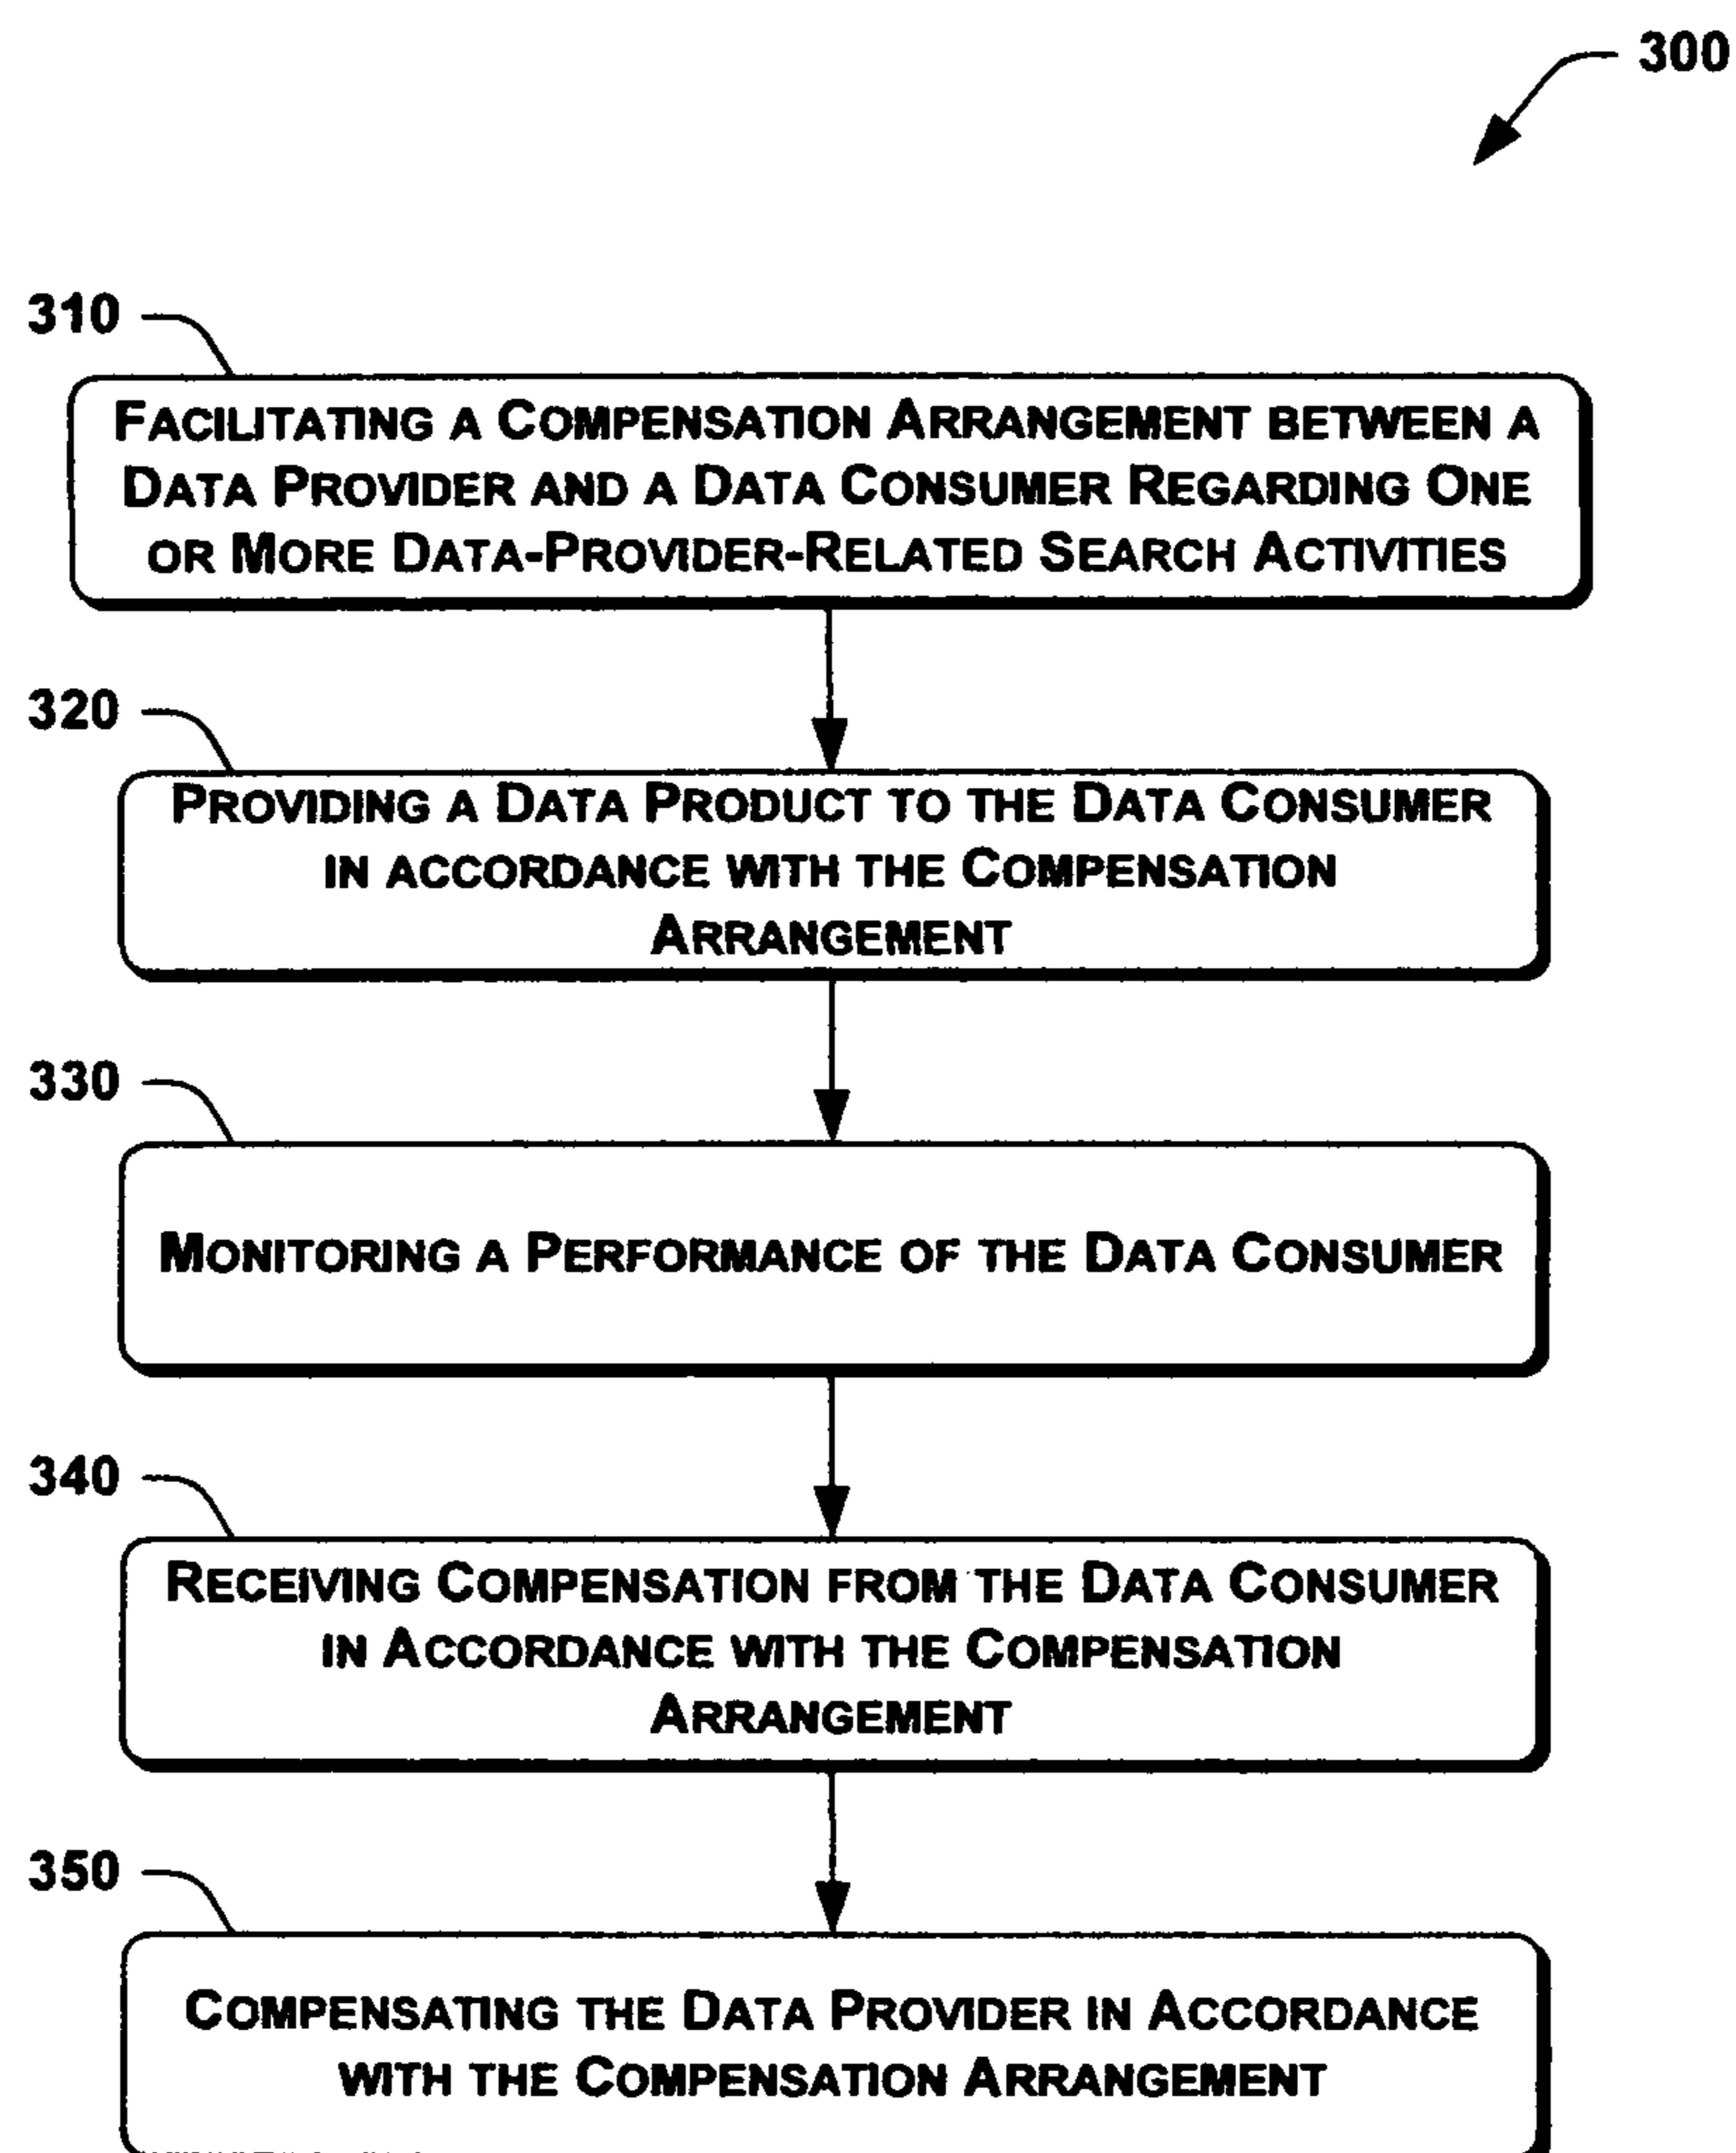 300
310
FACILITATING A COMPENSATION ARRANGEMENT BETWEEN A
DATA PROVIDER AND A DATA CONSUMER REGARDING ONE
OR MORE DATA-PROVIDER-RELATED SEARCH ACTIVITIES
320
PROVIDING A DATA PRODUCT TO THE DATA CONSUMER
IN ACCORDANCE WITH THE COMPENSATION
ARRANGEMENT
330
MONITORING A PERFORMANCE OF THE DATA CONSUMER
340
RECEIVING COMPENSATION FROM THE DATA CONSUMER
IN ACCORDANCE WITH THE COMPENSATION
ARRANGEMENT
350
COMPENSATING THE DATA PROVIDER IN ACCORDANCE
WITH THE COMPENSATION ARRANGEMENT